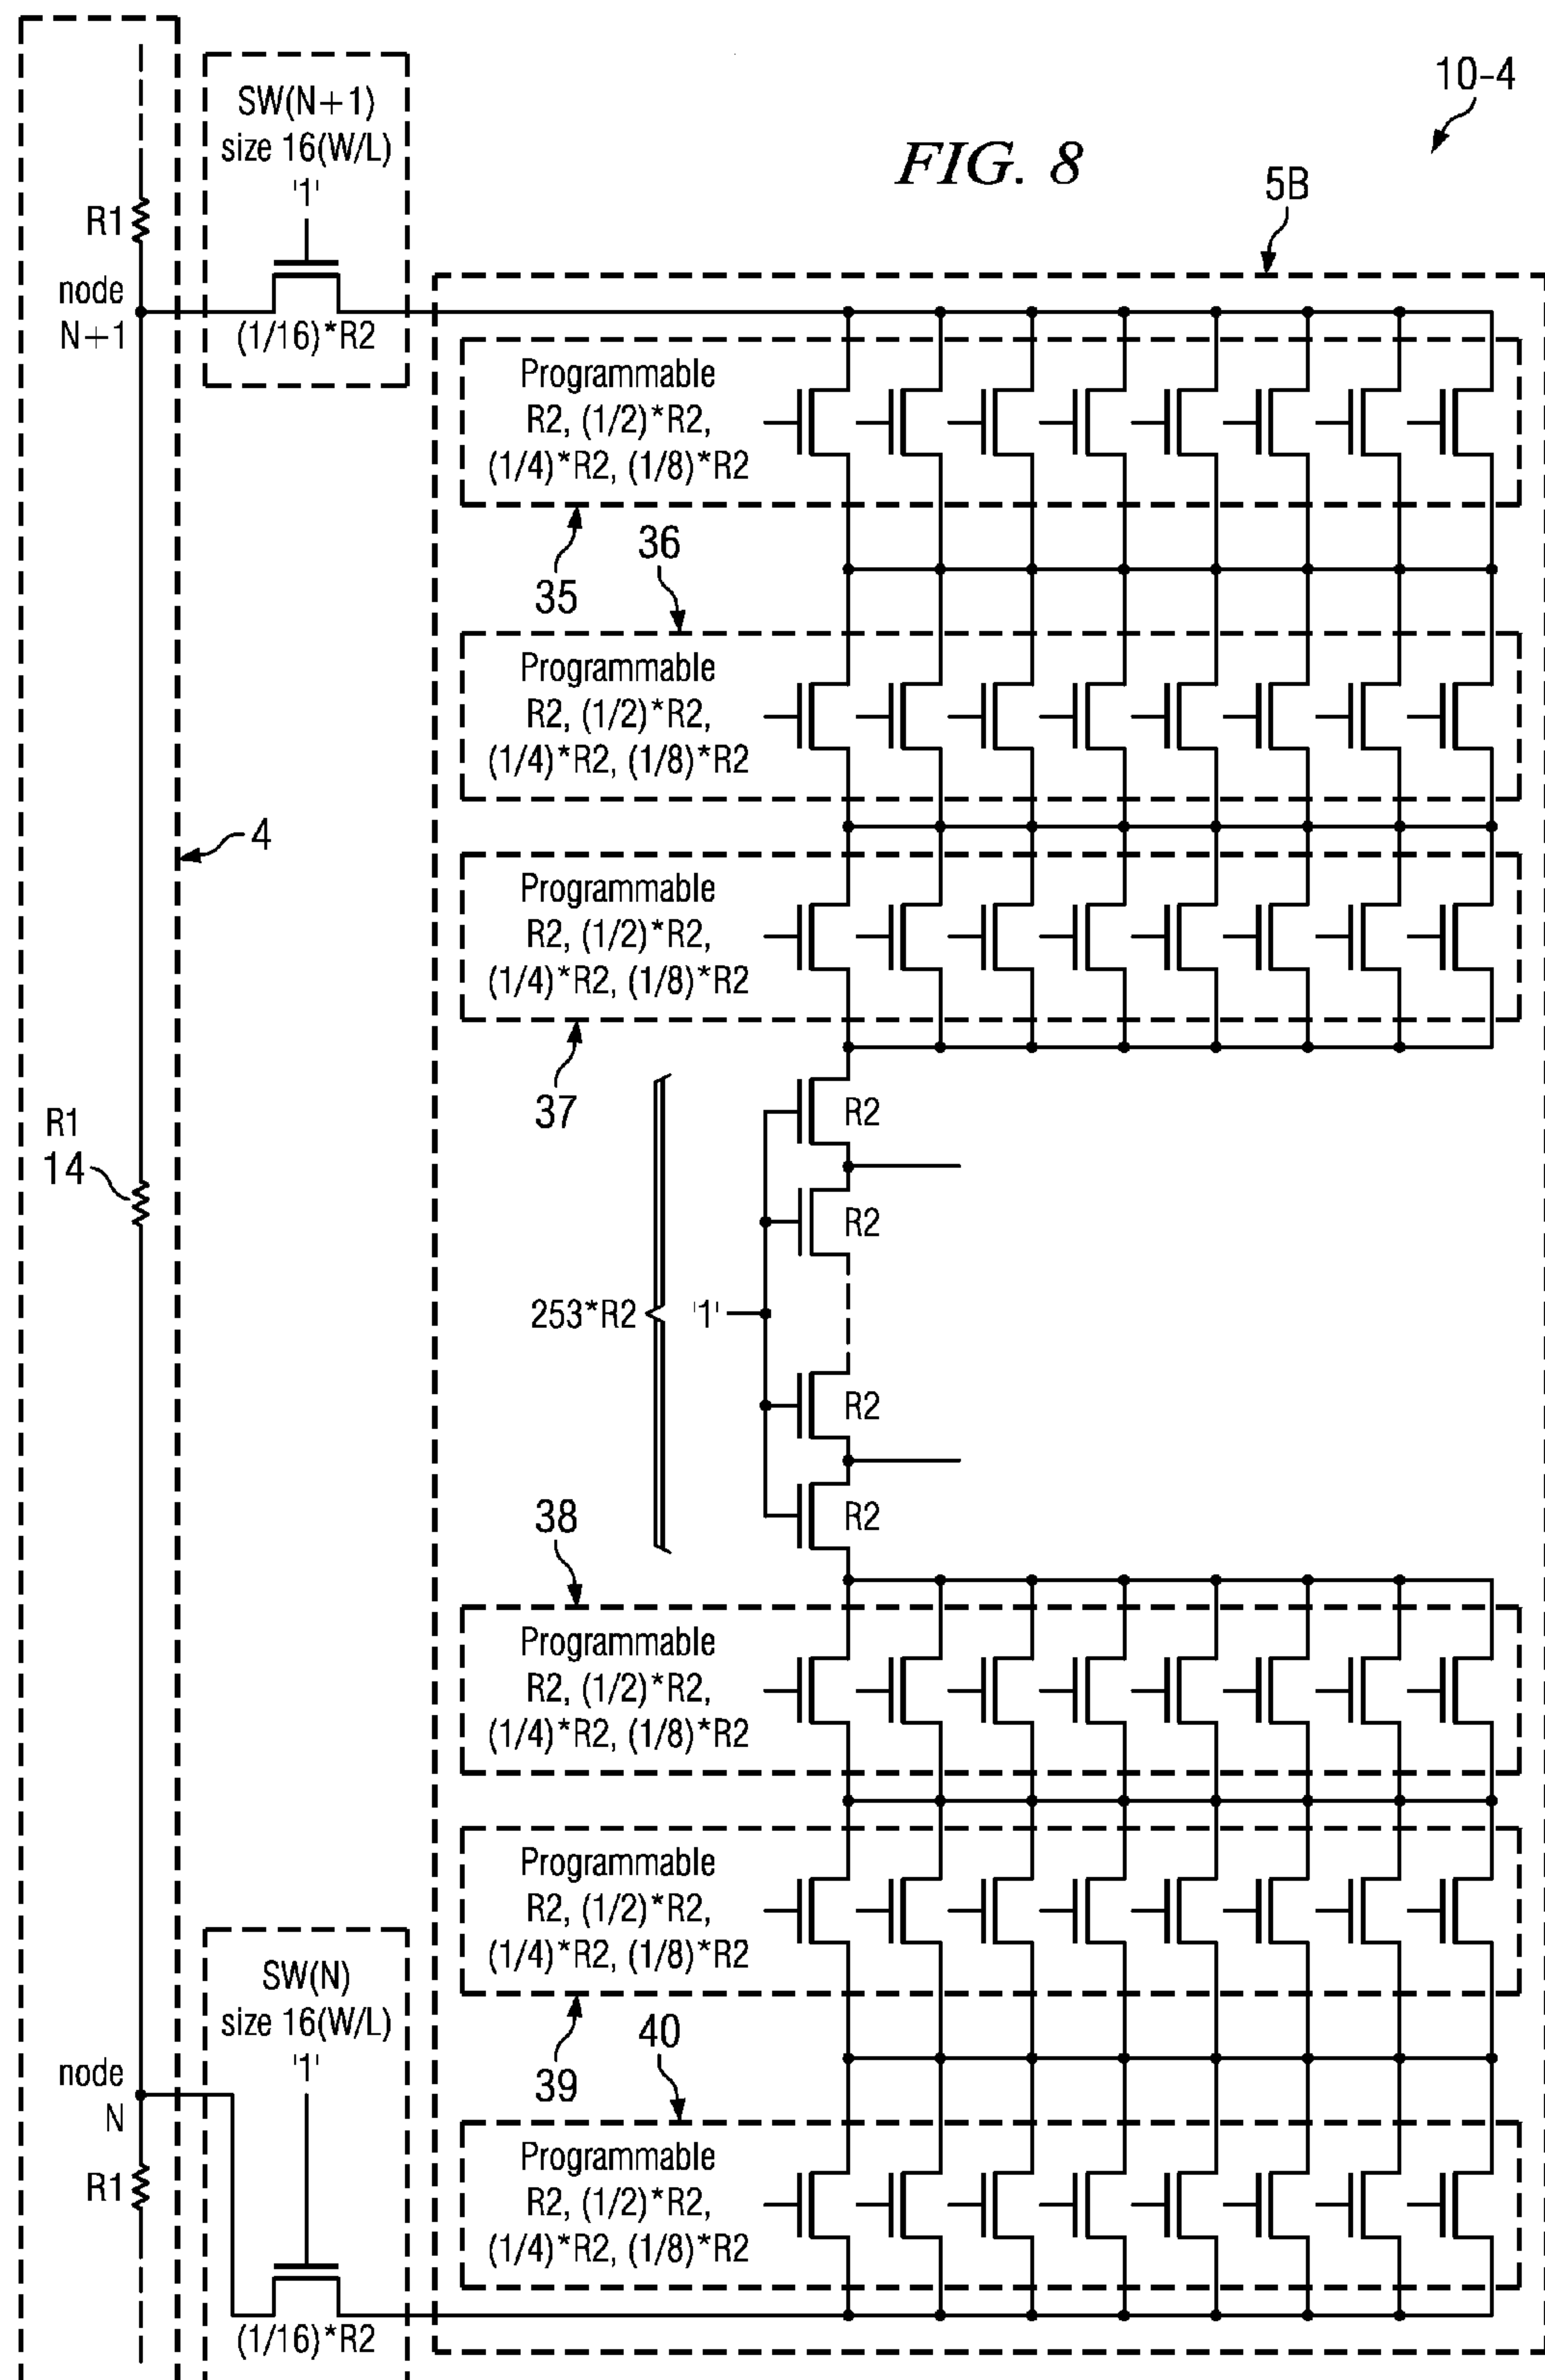 10-4
FIG. 8
SW(N+1)
size 16(W/L)
'1'
(1/16)*R2
R1
node
N+1
5B
Programmable
R2, (1/2)*R2,
(1/4)*R2, (1/8)*R2
35
36
Programmable
R2, (1/2)*R2,
(1/4)*R2, (1/8)*R2
4
Programmable
R2, (1/2)*R2,
(1/4)*R2, (1/8)*R2
37
R1
14
R2
R2
253*R2
'1'
R2
R2
38
Programmable
R2, (1/2)*R2,
(1/4)*R2, (1/8)*R2
Programmable
R2, (1/2)*R2,
(1/4)*R2, (1/8)*R2
39
40
SW(N)
size 16(W/L)
'1'
node
N
R1
(1/16)*R2
Programmable
R2, (1/2)*R2,
(1/4)*R2, (1/8)*R2